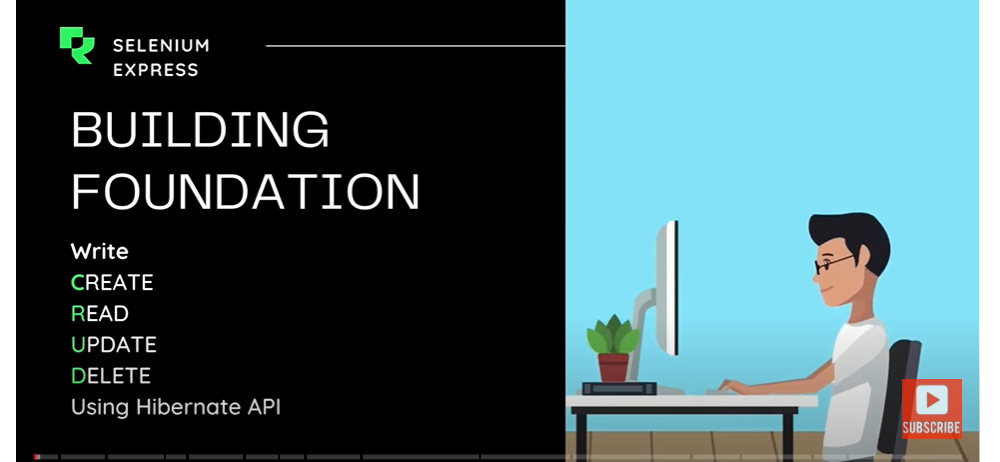 SELENIUM
EXPRESS
BUILDING
FOUNDATION
Write
CREATE
READ
UPDATE
DELETE
Using Hibernate API
SUBSCRIBE